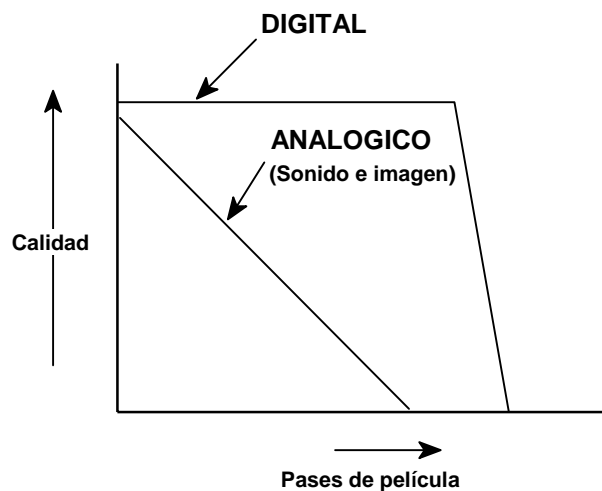 DIGITAL
ANALOGICO
(Sonido e imagen)
Calidad
Pases de película